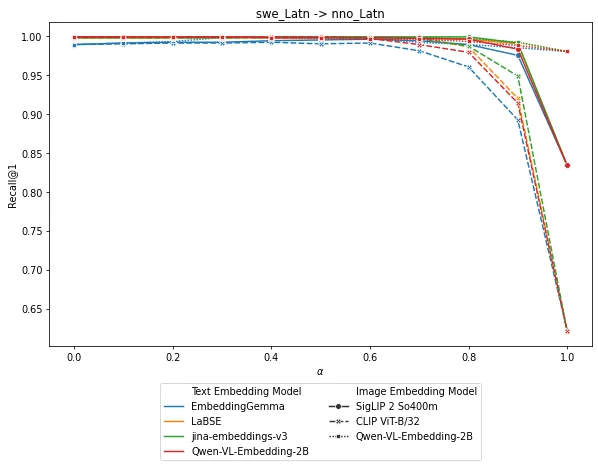 swe_Latn -> nno_Latn
1.00
0.95
0.90
0.85
0.80
0.75
0.70
0.65
Recall@1
0.0 0.2 0.4 0.6 0.8 1.0
α
Text Embedding Model Image Embedding Model
EmbeddingGemma SigLIP 2 So400m
LaBSE CLIP ViT-B/32
jina-embeddings-v3 Qwen-VL-Embedding-2B
Qwen-VL-Embedding-2B